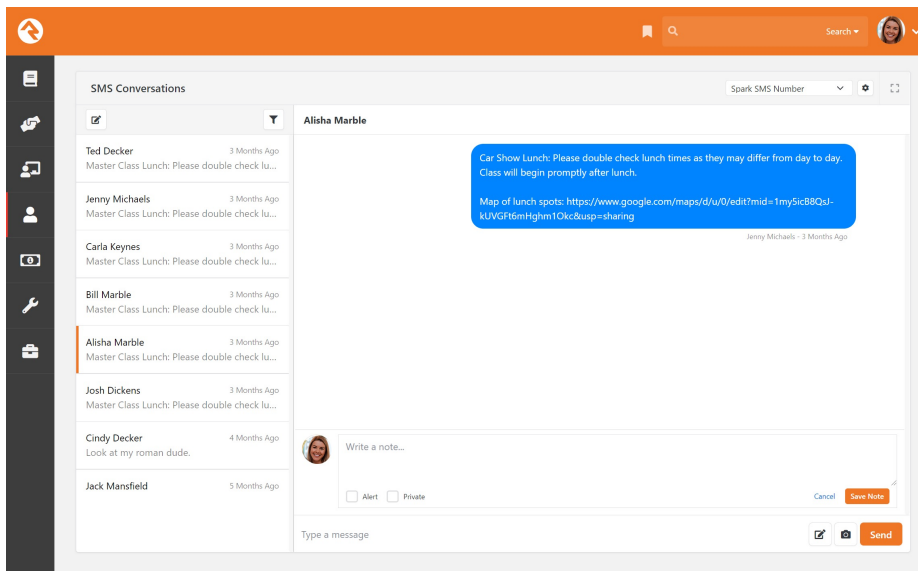 Search
SMS Conversations
Spark SMS Number
Alisha Marble
Ted Decker
3 Months Ago
Master Class Lunch: Please double check lu...
Jenny Michaels
3 Months Ago
Master Class Lunch: Please double check lu...
Carla Keynes
3 Months Ago
Master Class Lunch: Please double check lu...
Bill Marble
3 Months Ago
Master Class Lunch: Please double check lu...
Alisha Marble
3 Months Ago
Master Class Lunch: Please double check lu...
Josh Dickens
3 Months Ago
Master Class Lunch: Please double check lu...
Cindy Decker
4 Months Ago
Look at my roman dude.
Jack Mansfield
5 Months Ago
Car Show Lunch: Please double check lunch times as they may differ from day to day.
Class will begin promptly after lunch.
Map of lunch spots: https://www.google.com/maps/d/u/0/edit?mid=1my5icB8QsJ-
kUVGFt6mHghm1Okc&usp=sharing
Jenny Michaels - 3 Months Ago
Write a note...
Alert
Private
Cancel
Save Note
Type a message
Send